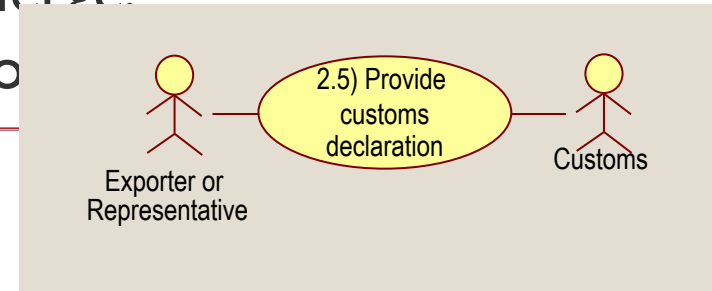 2.5) Provide
customs
declaration
Customs
Exporter or
Representative